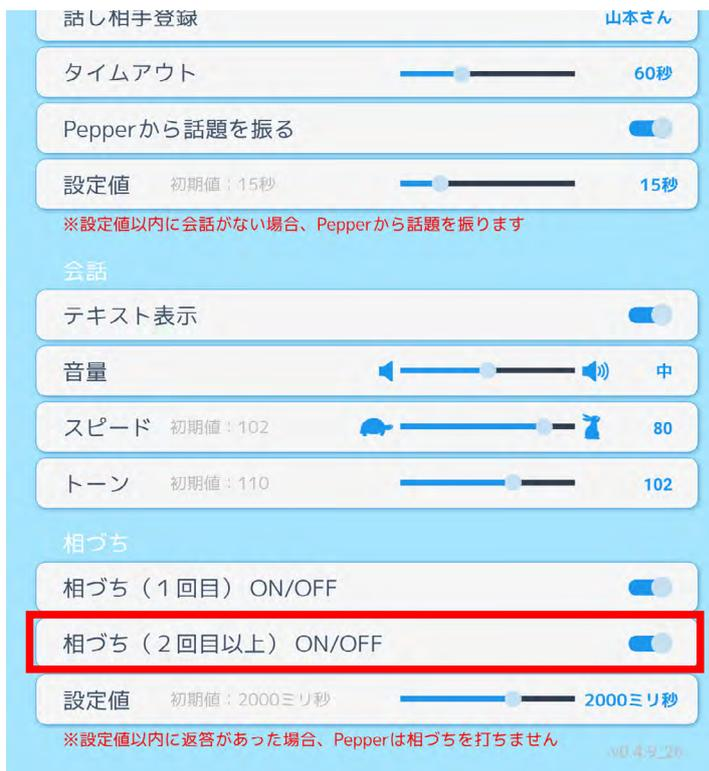 話し相手登録 山本さん
タイムアウト 60秒
Pepperから話題を振る
設定値 初期値：15秒 15秒
※設定値以内に会話がない場合、Pepperから話題を振ります
会話
テキスト表示
音量 中
スピード 初期値：102 80
トーン 初期値：110 102
相づち
相づち（１回目） ON/OFF
相づち（２回目以上） ON/OFF
設定値 初期値：2000ミリ秒 2000ミリ秒
※設定値以内に返答があった場合、Pepperは相づちを打ちません
v0.4.9_26